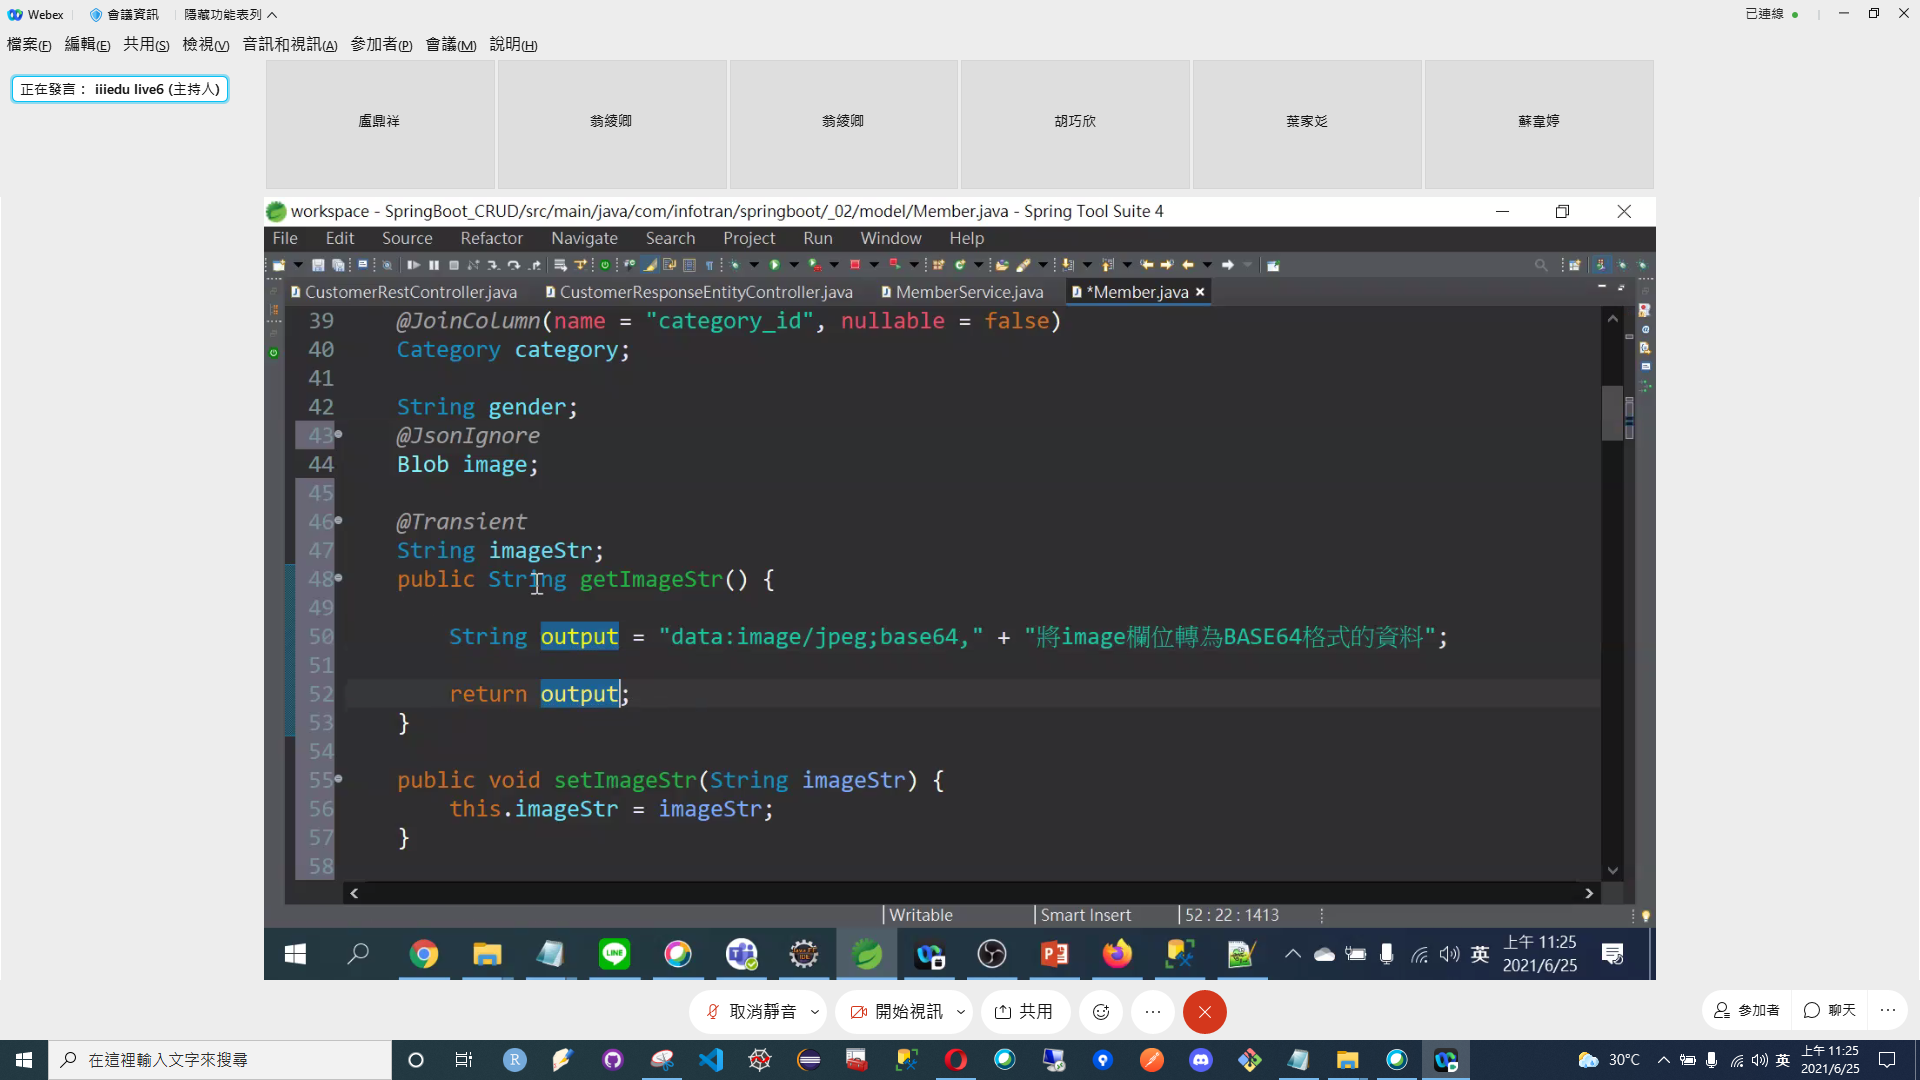 Webex 會議資訊 隱藏功能表列 已連線
檔案(F) 編輯(E) 共用(S) 檢視(V) 音訊和視訊(A) 參加者(P) 會議(M) 說明(H)
正在發言： iiiedu live6 (主持人)
盧鼎祥 翁綾卿 翁綾卿 胡巧欣 葉家彣 蘇韋婷
workspace - SpringBoot_CRUD/src/main/java/com/infotran/springboot/_02/model/Member.java - Spring Tool Suite 4
File Edit Source Refactor Navigate Search Project Run Window Help
CustomerRestController.java CustomerResponseEntityController.java MemberService.java *Member.java
39 @JoinColumn(name = "category_id", nullable = false)
40 Category category;
41
42 String gender;
43 @JsonIgnore
44 Blob image;
45
46 @Transient
47 String imageStr;
48 public String getImageStr() {
49
50 String output = "data:image/jpeg;base64," + "將image欄位轉為BASE64格式的資料";
51
52 return output;
53 }
54
55 public void setImageStr(String imageStr) {
56 this.imageStr = imageStr;
57 }
58
Writable Smart Insert 52 : 22 : 1413
英 上午 11:25
2021/6/25
取消靜音 開始視訊 共用 參加者 聊天
在這裡輸入文字來搜尋 30°C 英 上午 11:25
2021/6/25